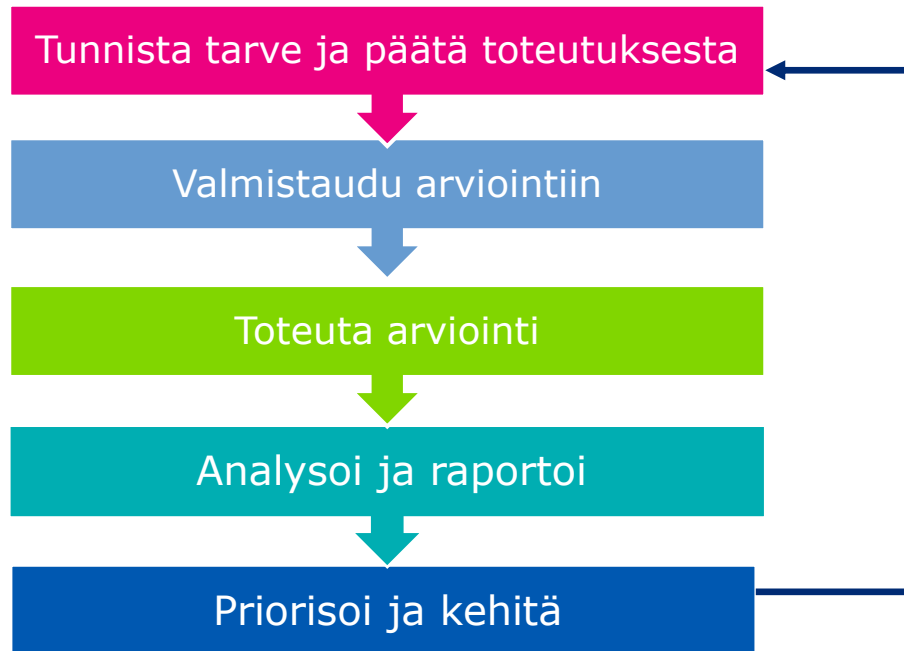 Tunnista tarve ja päätä toteutuksesta
Valmistaudu arviointiin
Toteuta arviointi
Analysoi ja raportoi
Priorisoi ja kehitä